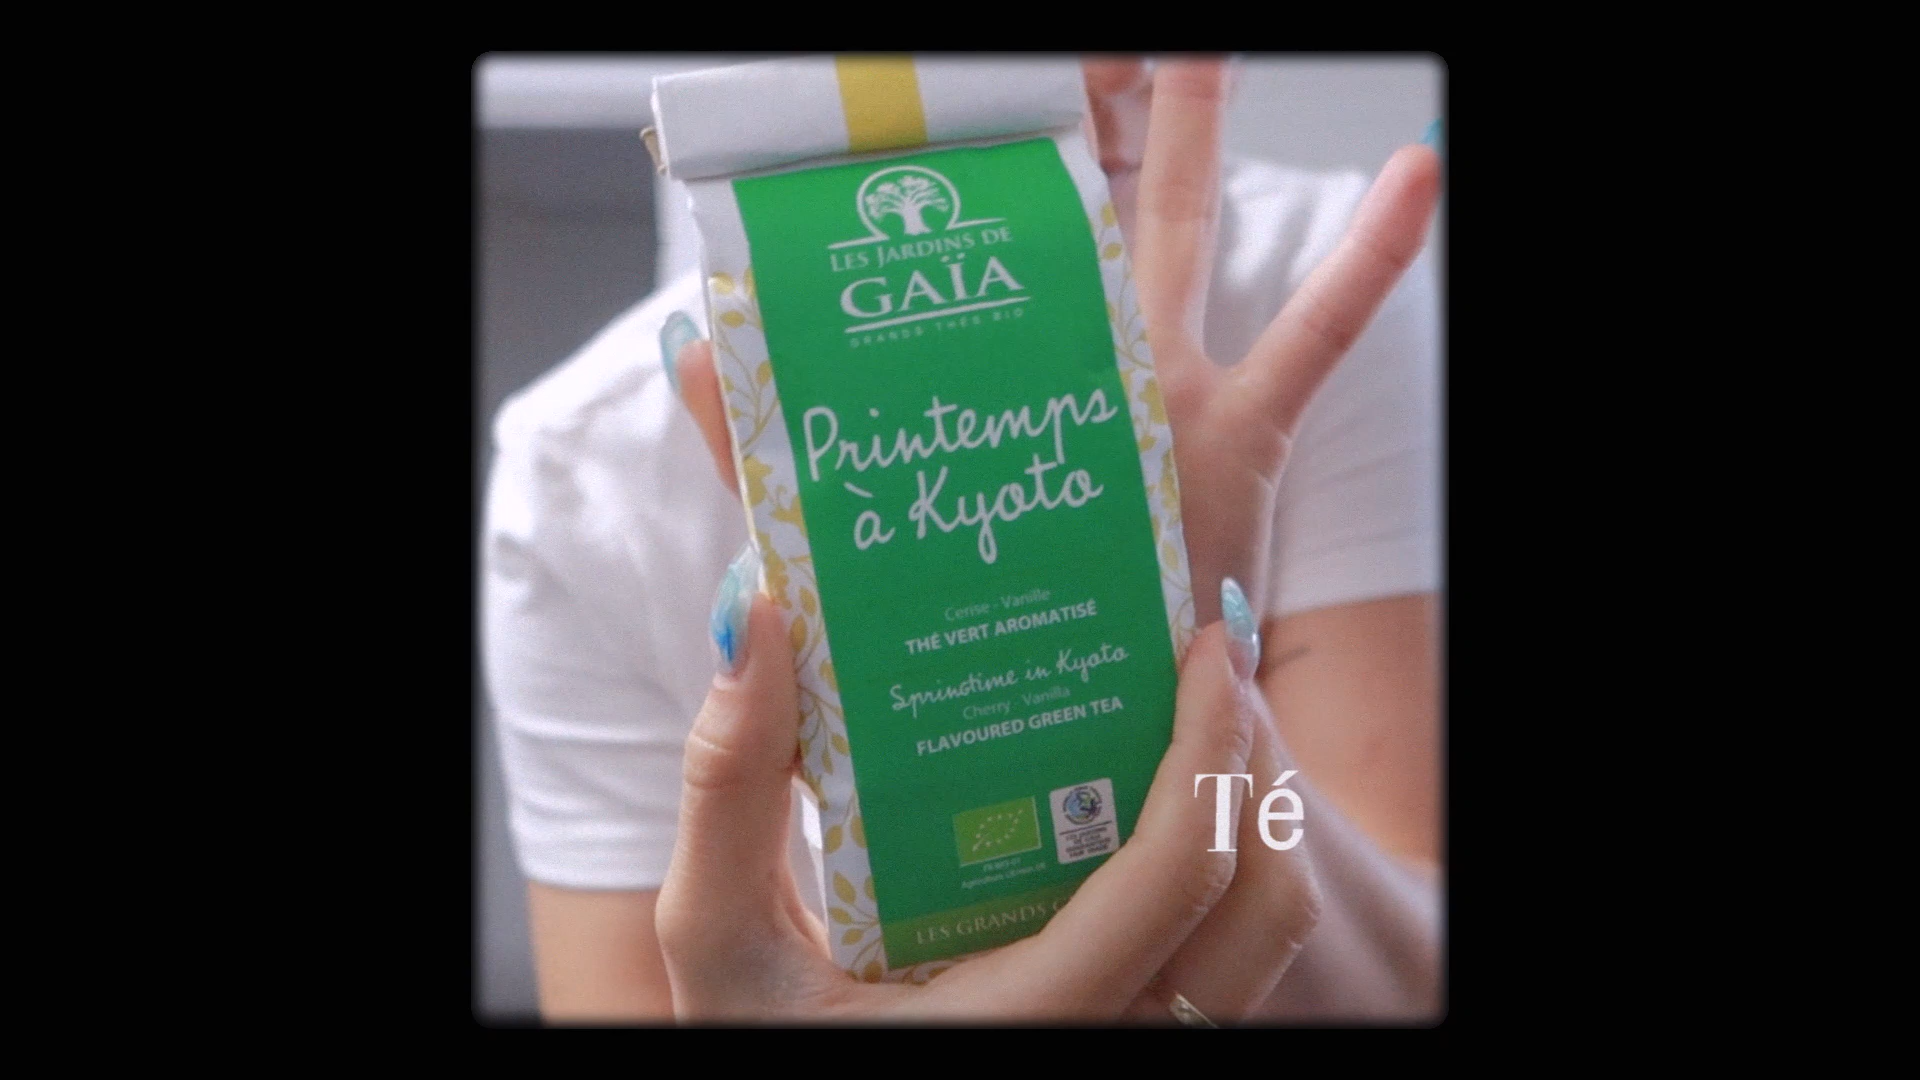 LES JARDINS DE
GAÏA
GRANDS THÉS BIO
Printemps
à Kyoto
Cerise - Vanille
THÉ VERT AROMATISÉ
Springtime in Kyoto
Cherry - Vanilla
FLAVOURED GREEN TEA
Té
LES GRANDS